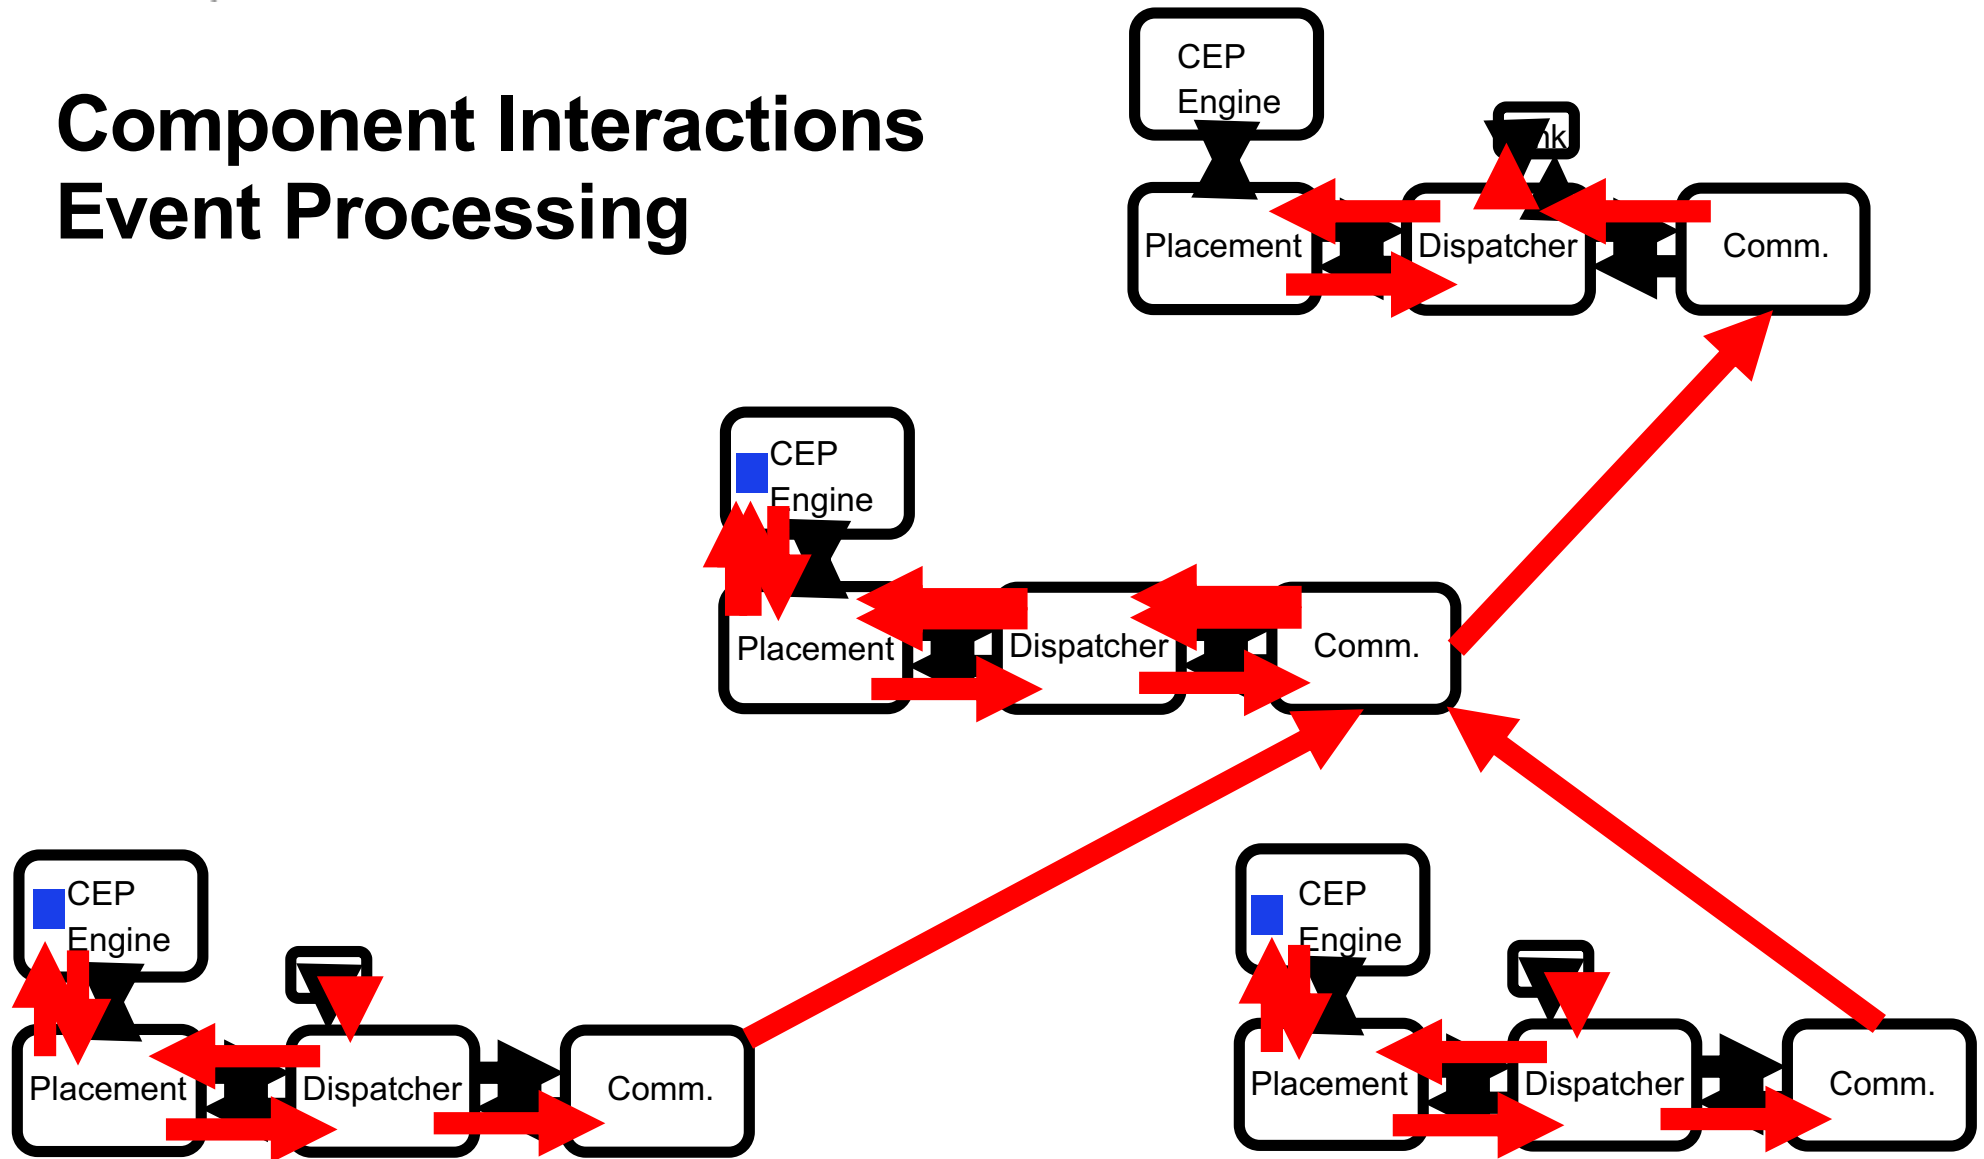 Component Interactions
Event Processing
CEP
Engine
Placement
Dispatcher
Comm.
CEP
Engine
Placement
Dispatcher
Comm.
CEP
Engine
Placement
Dispatcher
Comm.
CEP
Engine
Placement
Dispatcher
Comm.